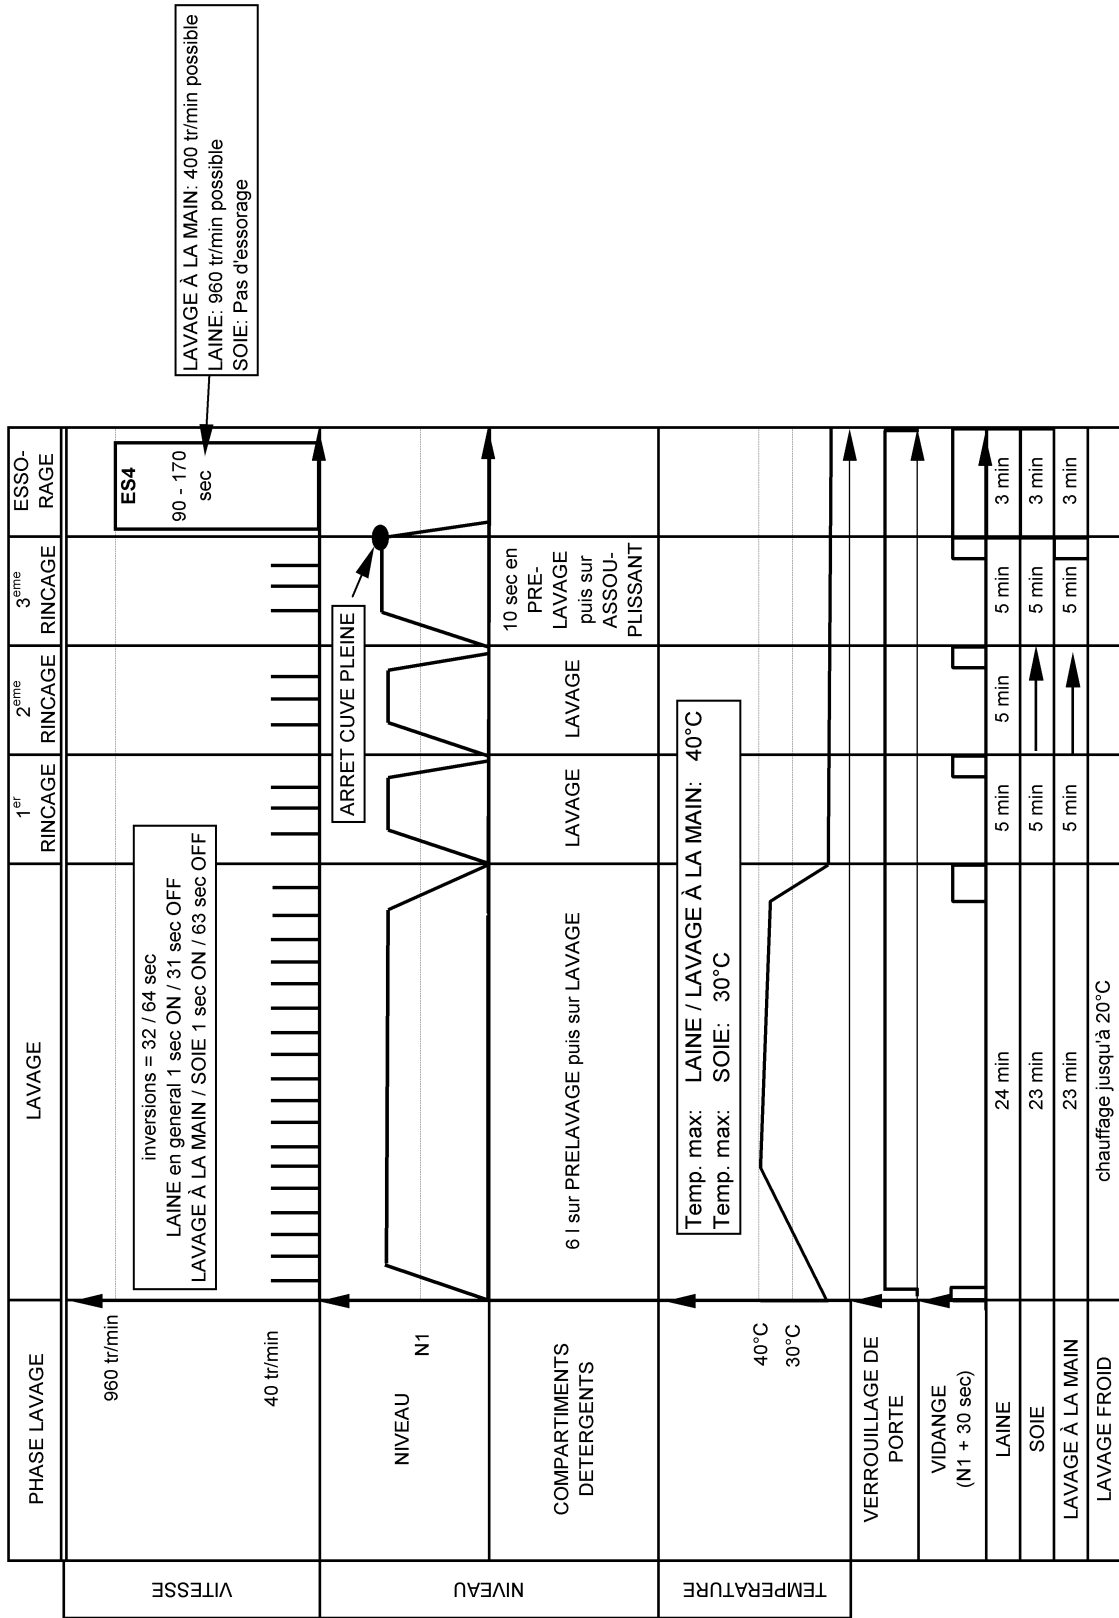 PHASE LAVAGE
LAVAGE
1er
RINCAGE
2eme
RINCAGE
3eme
RINCAGE
ESSO-
RAGE
VITESSE
960 tr/min
40 tr/min
inversions = 32 / 64 sec
LAINE en general 1 sec ON / 31 sec OFF
LAVAGE À LA MAIN / SOIE 1 sec ON / 63 sec OFF
ES4
90 - 170
sec
LAVAGE À LA MAIN: 400 tr/min possible
LAINE: 960 tr/min possible
SOIE: Pas d'essorage
NIVEAU
NIVEAU
N1
ARRET CUVE PLEINE
COMPARTIMENTS
DETERGENTS
6 l sur PRELAVAGE puis sur LAVAGE
LAVAGE
LAVAGE
10 sec en
PRE-
LAVAGE
puis sur
ASSOU-
PLISSANT
TEMPERATURE
40°C
30°C
Temp. max: LAINE / LAVAGE À LA MAIN: 40°C
Temp. max: SOIE: 30°C
VERROUILLAGE DE
PORTE
VIDANGE
(N1 + 30 sec)
LAINE
24 min
5 min
5 min
5 min
3 min
SOIE
23 min
5 min
5 min
3 min
LAVAGE À LA MAIN
23 min
5 min
5 min
3 min
LAVAGE FROID
chauffage jusqu'à 20°C